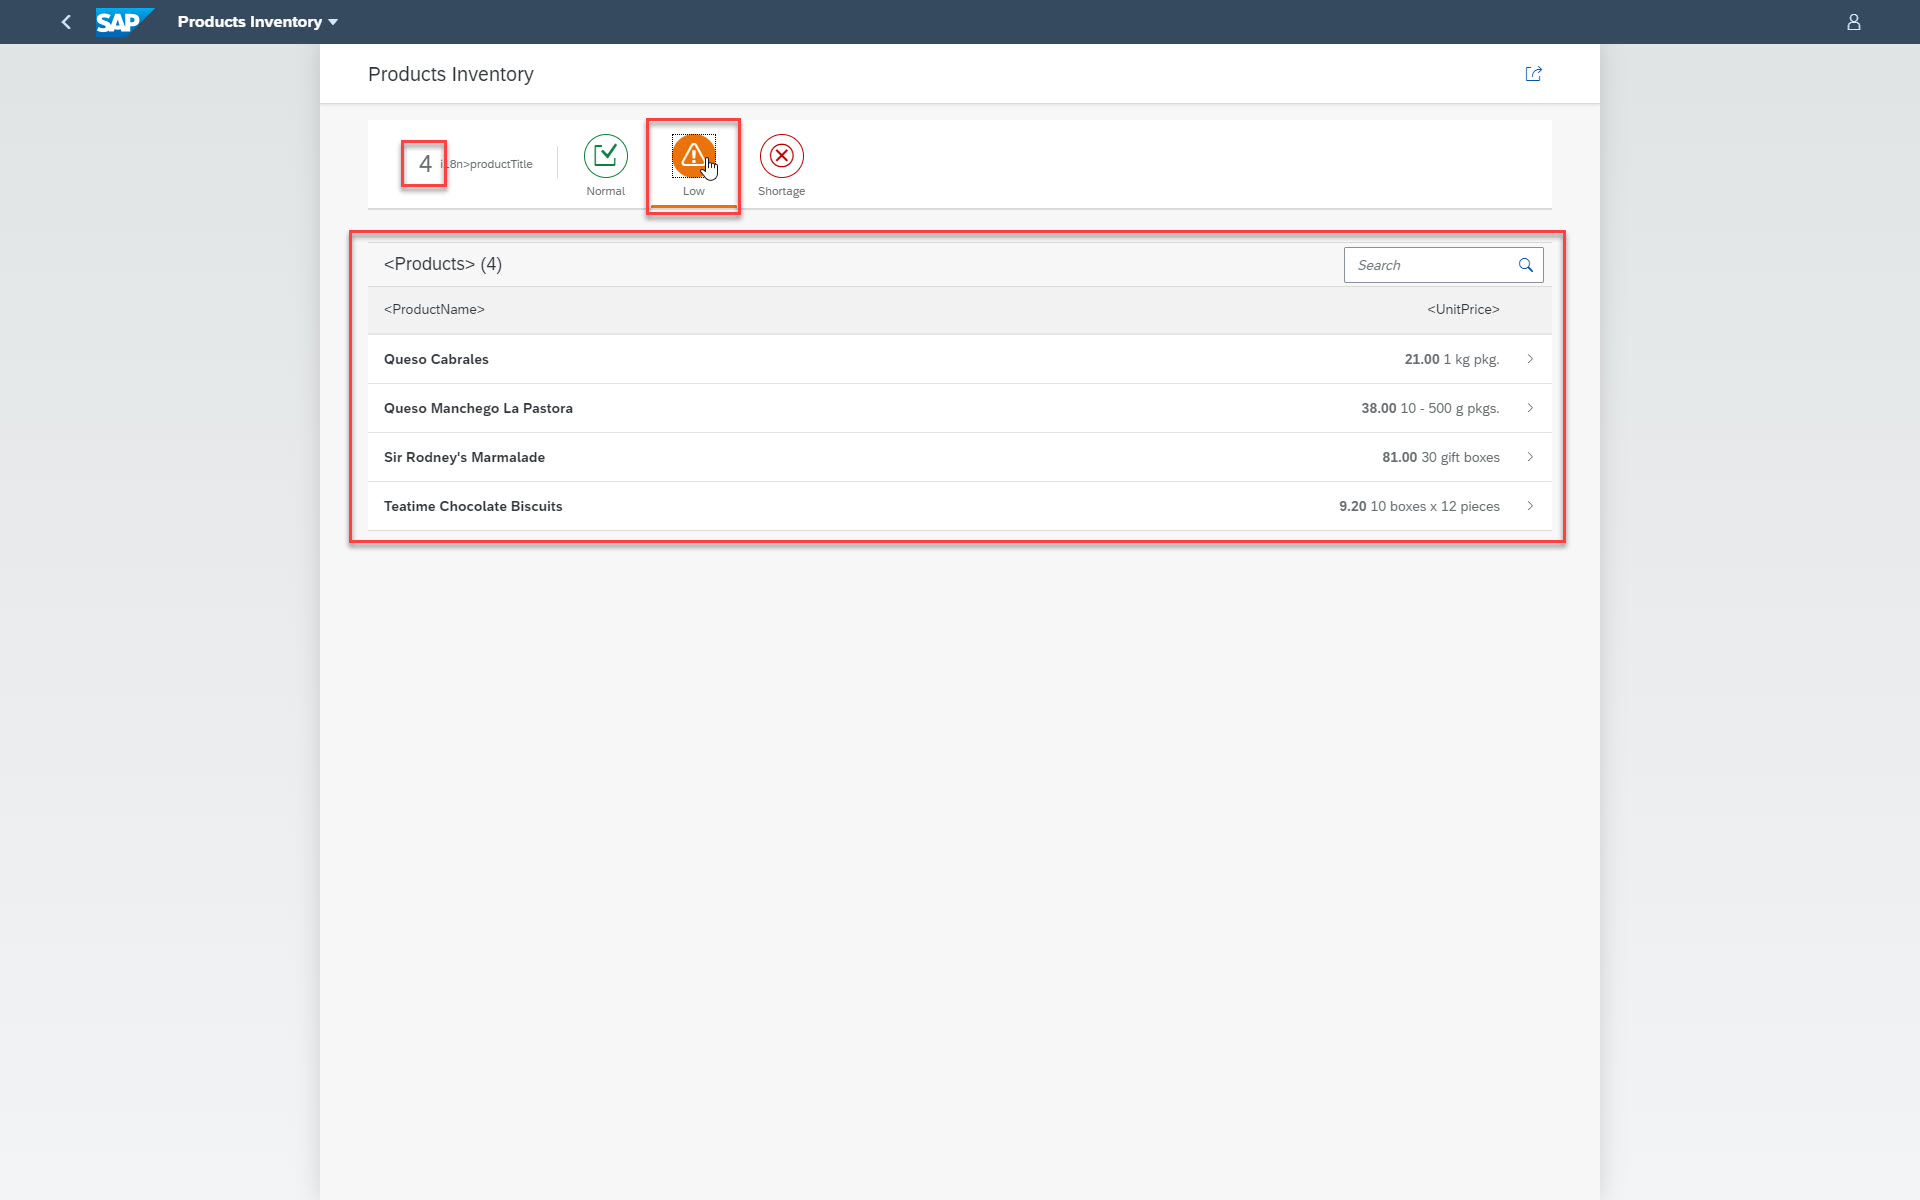 SAP Products Inventory
Products Inventory
4 i18n>productTitle
Normal
Low
Shortage
<Products> (4)
Search
<ProductName> <UnitPrice>
Queso Cabrales 21.00 1 kg pkg.
Queso Manchego La Pastora 38.00 10 - 500 g pkgs.
Sir Rodney's Marmalade 81.00 30 gift boxes
Teatime Chocolate Biscuits 9.20 10 boxes x 12 pieces